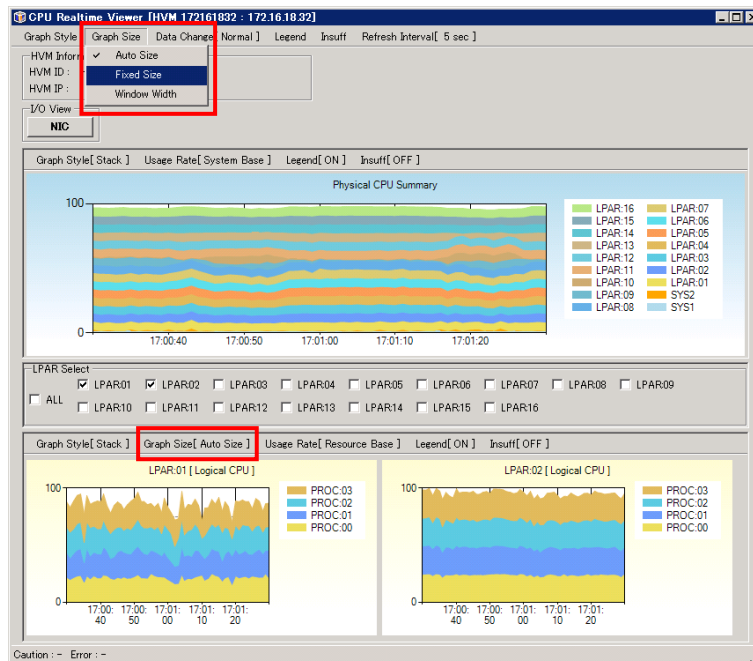 CPU Realtime Viewer [HVM 172161832 : 172.16.18.32]
Graph Style Graph Size Data Change[ Normal ] Legend Insuff Refresh Interval[ 5 sec ]
✓ Auto Size
Fixed Size
Window Width
HVM Inform
HVM ID :
HVM IP :
I/O View
NIC
Graph Style[ Stack ] Usage Rate[ System Base ] Legend[ ON ] Insuff[ OFF ]
Physical CPU Summary
100
0
17:00:40 17:00:50 17:01:00 17:01:10 17:01:20
LPAR:16 LPAR:07
LPAR:15 LPAR:06
LPAR:14 LPAR:05
LPAR:13 LPAR:04
LPAR:12 LPAR:03
LPAR:11 LPAR:02
LPAR:10 LPAR:01
LPAR:09 SYS2
LPAR:08 SYS1
LPAR Select
ALL
LPAR01 LPAR02 LPAR03 LPAR04 LPAR05 LPAR06 LPAR07 LPAR08 LPAR09
LPAR10 LPAR11 LPAR12 LPAR13 LPAR14 LPAR15 LPAR16
Graph Style[ Stack ] Graph Size[ Auto Size ] Usage Rate[ Resource Base ] Legend[ ON ] Insuff[ OFF ]
LPAR:01 [ Logical CPU ]
100
0
17:00: 17:00: 17:01: 17:01: 17:01:
40 50 00 10 20
PROC:03
PROC:02
PROC:01
PROC:00
LPAR:02 [ Logical CPU ]
100
0
17:00: 17:00: 17:01: 17:01: 17:01:
40 50 00 10 20
PROC:03
PROC:02
PROC:01
PROC:00
Caution : - Error : -